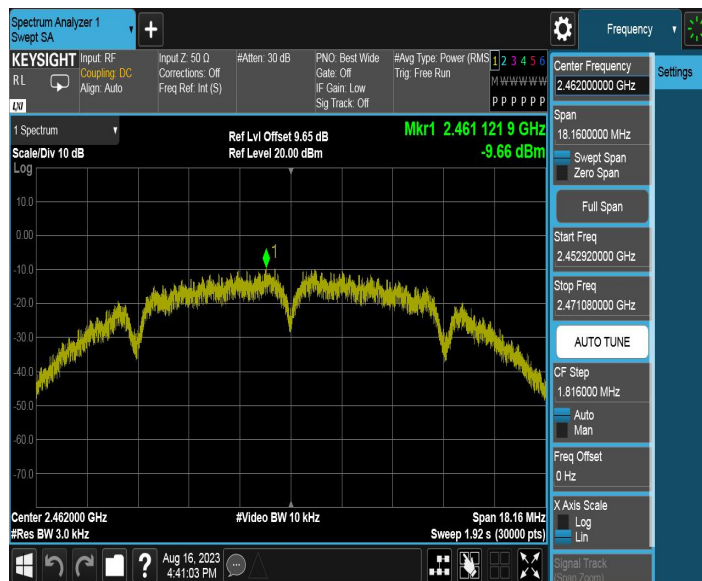 Spectrum Analyzer 1
Swept SA
+
Frequency
KEYSIGHT
RL
LXI
Input: RF
Coupling: DC
Align: Auto
Input Z: 50 Ω
Corrections: Off
Freq Ref: Int (S)
#Atten: 30 dB
PNO: Best Wide
Gate: Off
IF Gain: Low
Sig Track: Off
#Avg Type: Power (RMS
Trig: Free Run
1 2 3 4 5 6
M W W W W W
P P P P P P
1 Spectrum
Scale/Div 10 dB
Ref Lvl Offset 9.65 dB
Ref Level 20.00 dBm
Mkr1 2.461 121 9 GHz
-9.66 dBm
Log
10.0
0.00
-10.0
-20.0
-30.0
-40.0
-50.0
-60.0
-70.0
1
Center 2.462000 GHz
#Res BW 3.0 kHz
#Video BW 10 kHz
Span 18.16 MHz
Sweep 1.92 s (30000 pts)
Center Frequency
2.462000000 GHz
Settings
Span
18.1600000 MHz
Swept Span
Zero Span
Full Span
Start Freq
2.452920000 GHz
Stop Freq
2.471080000 GHz
AUTO TUNE
CF Step
1.816000 MHz
Auto
Man
Freq Offset
0 Hz
X Axis Scale
Log
Lin
Signal Track
(Span Zoom)
?
Aug 16, 2023
4:41:03 PM